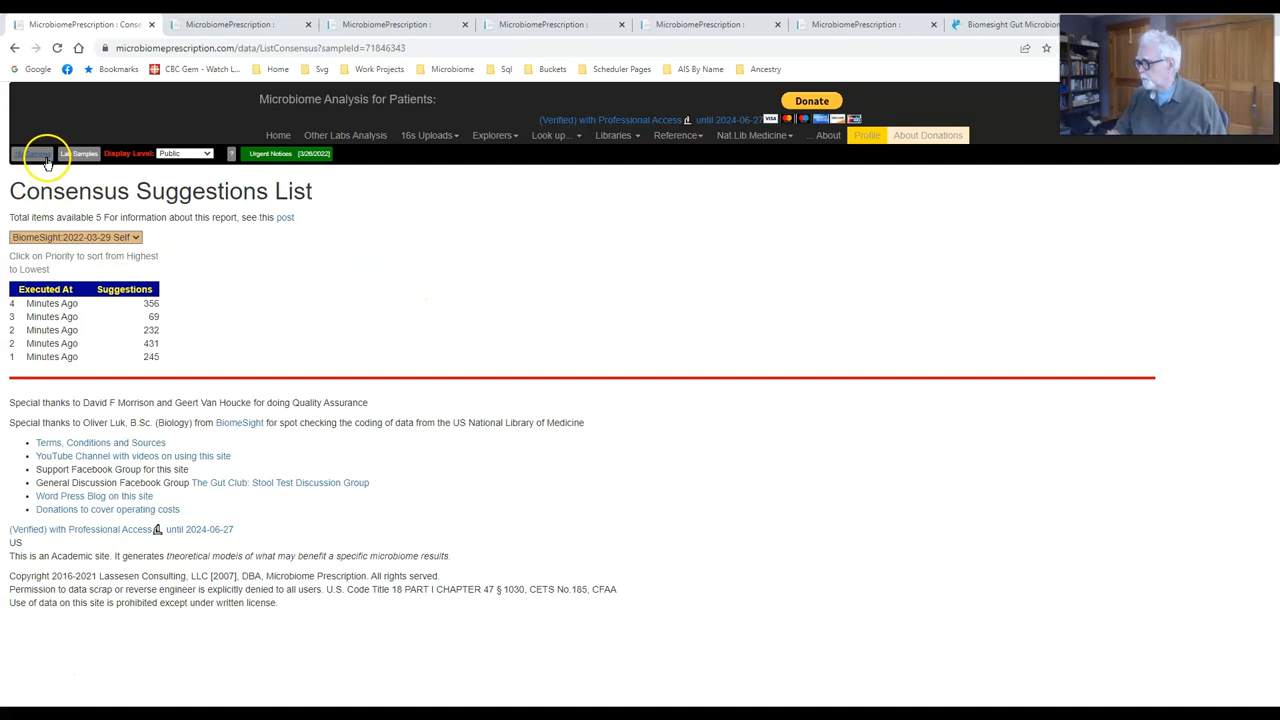 MicrobiomePrescription : Conse
MicrobiomePrescription :
MicrobiomePrescription :
MicrobiomePrescription :
MicrobiomePrescription :
MicrobiomePrescription :
Biomesight Gut Microbiom
microbiomeprescription.com/data/ListConsensus?sampleId=71846343
Google
Bookmarks
CBC Gem - Watch L...
Home
Svg
Work Projects
Microbiome
Sql
Buckets
Scheduler Pages
AIS By Name
Ancestry
Microbiome Analysis for Patients:
Donate
(Verified) with Professional Access until 2024-06-27
Home Other Labs Analysis 16s Uploads Explorers Look up... Libraries Reference Nat.Lib.Medicine ... About Profile About Donations
Lab Samples Display Level: Public ? Urgent Notices [3/26/2022]
Consensus Suggestions List
Total items available 5 For information about this report, see this post
BiomeSight:2022-03-29 Self
Click on Priority to sort from Highest
to Lowest
Executed At Suggestions
4 Minutes Ago 356
3 Minutes Ago 69
2 Minutes Ago 232
2 Minutes Ago 431
1 Minutes Ago 245
Special thanks to David F Morrison and Geert Van Houcke for doing Quality Assurance
Special thanks to Oliver Luk, B.Sc. (Biology) from BiomeSight for spot checking the coding of data from the US National Library of Medicine
Terms, Conditions and Sources
YouTube Channel with videos on using this site
Support Facebook Group for this site
General Discussion Facebook Group The Gut Club: Stool Test Discussion Group
Word Press Blog on this site
Donations to cover operating costs
(Verified) with Professional Access until 2024-06-27
US
This is an Academic site. It generates theoretical models of what may benefit a specific microbiome results.
Copyright 2016-2021 Lassesen Consulting, LLC [2007], DBA, Microbiome Prescription. All rights served.
Permission to data scrap or reverse engineer is explicitly denied to all users. U.S. Code Title 18 PART I CHAPTER 47 § 1030, CETS No.185, CFAA
Use of data on this site is prohibited except under written license.